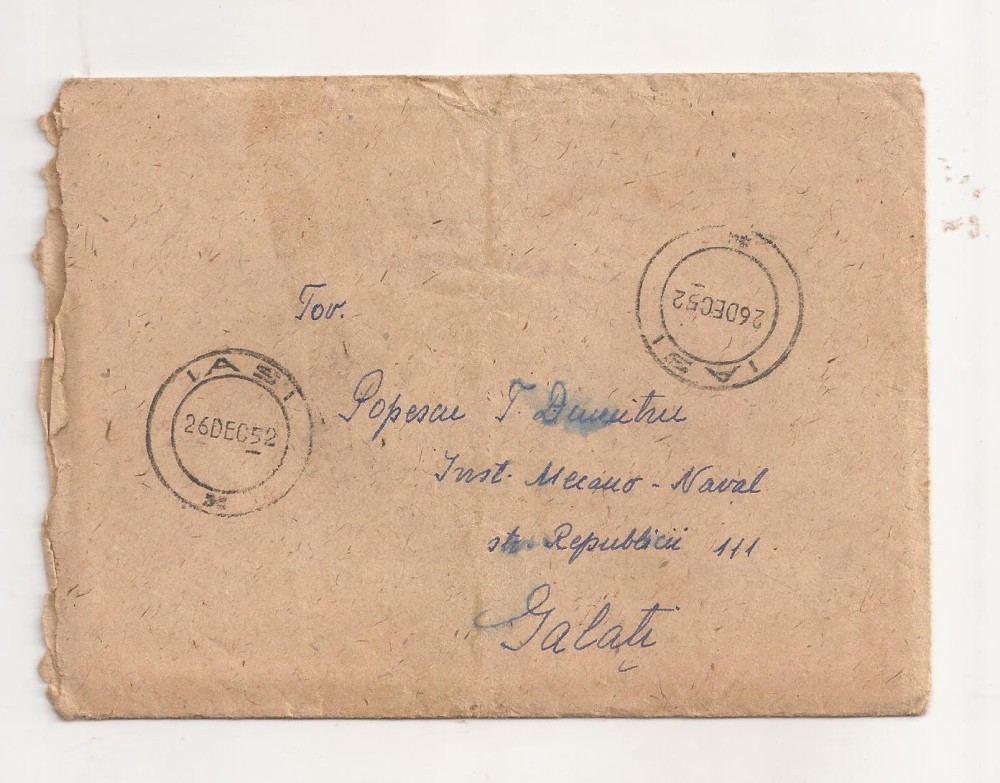 Tov.
Popescu T. Dumitru
Inst. Mecano-Naval
str. Republicii 111
Galați
IASI
26DEC52
IASI
26DEC52